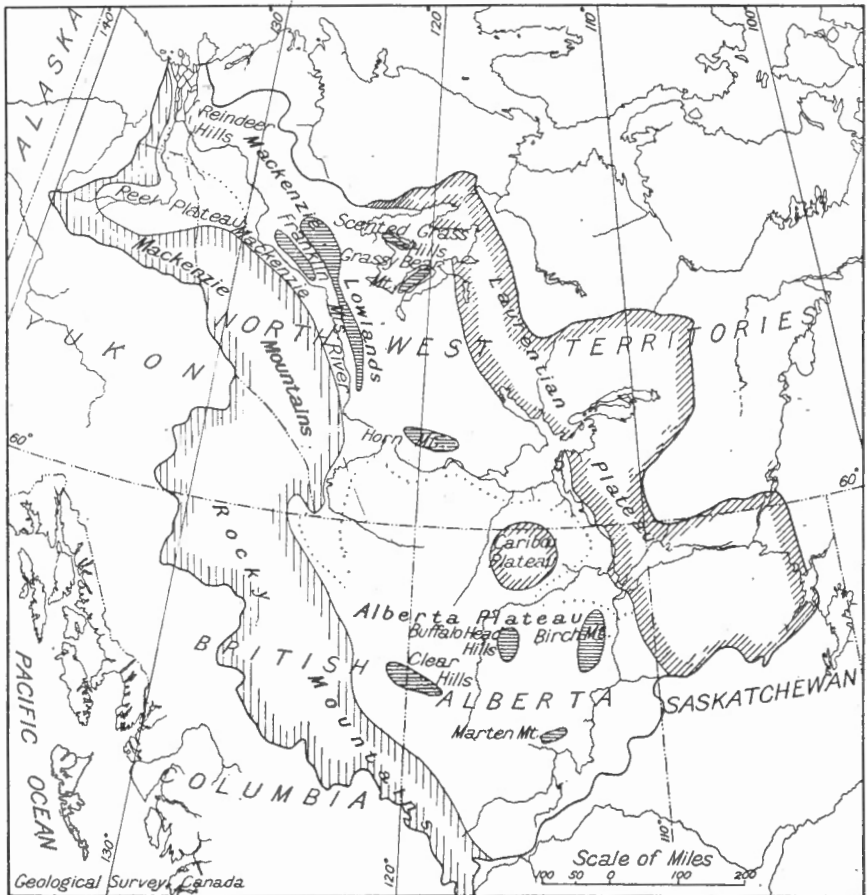 140°
130
120
110°
100°
ALASKA
Reindeer
Hills
Mackenzie
Lowlands
Peel Plateau
Mackenzie
River
Franklin
Mts.
Scented Grass
Hills
Grass Bear
Mt.
Mackenzie
Mountains
Laurentian
Plateau
YUKON
NORTH WEST TERRITORIES
Horn Mt.
60°
60
Caribou
Plateau
Rocky
Mountains
Alberta Plateau
Buffalo Head
Hills
Birch Mt.
Clear
Hills
BRITISH
COLUMBIA
ALBERTA
SASKATCHEWAN
Marten Mt.
PACIFIC
OCEAN
130°
120°
110°
Geological Survey, Canada
Scale of Miles
100 50 0 100 200